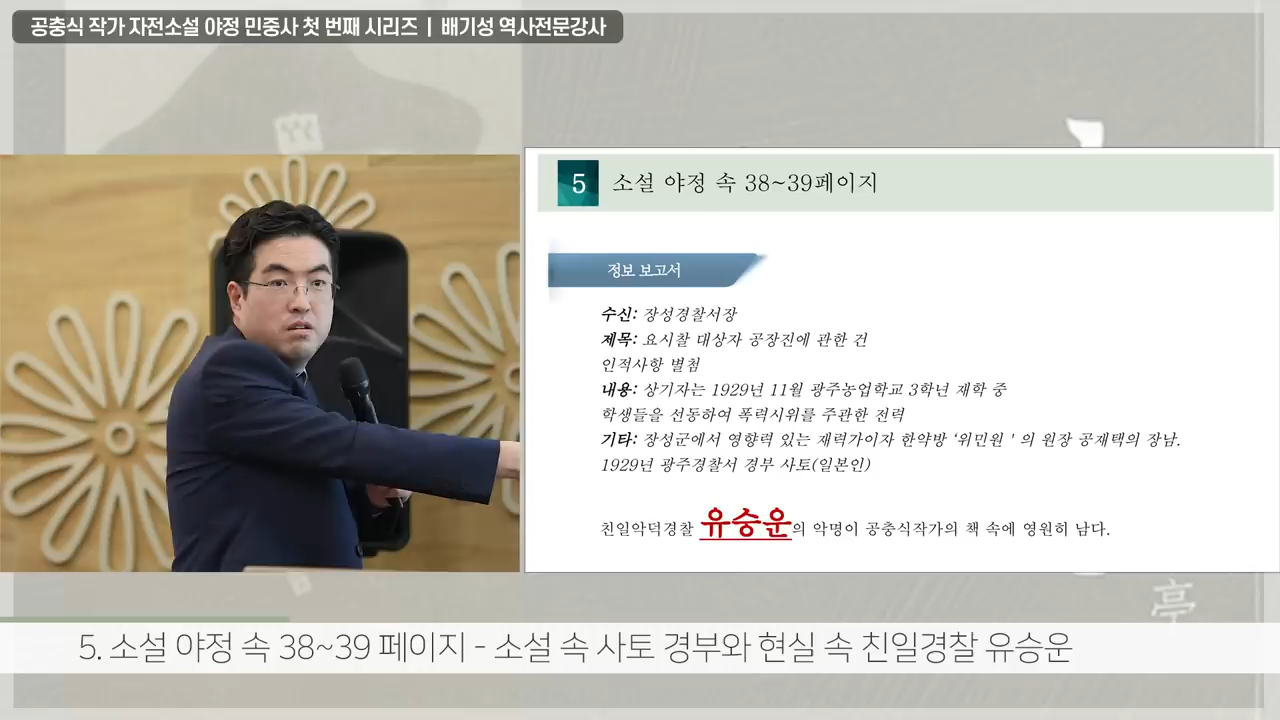 공충식 작가 자전소설 야정 민중사 첫 번째 시리즈 | 배기성 역사전문강사
5 소설 야정 속 38~39페이지
정보 보고서
수신: 장성경찰서장
제목: 요시찰 대상자 공장진에 관한 건
인적사항 별첨
내용: 상기자는 1929년 11월 광주농업학교 3학년 재학 중
학생들을 선동하여 폭력시위를 주관한 전력
기타: 장성군에서 영향력 있는 재력가이자 한약방 ‘위민원 ' 의 원장 공재택의 장남.
1929년 광주경찰서 경부 사토(일본인)
친일악덕경찰 유승운의 악명이 공충식작가의 책 속에 영원히 남다.
亭
5. 소설 야정 속 38~39 페이지 - 소설 속 사토 경부와 현실 속 친일경찰 유승운